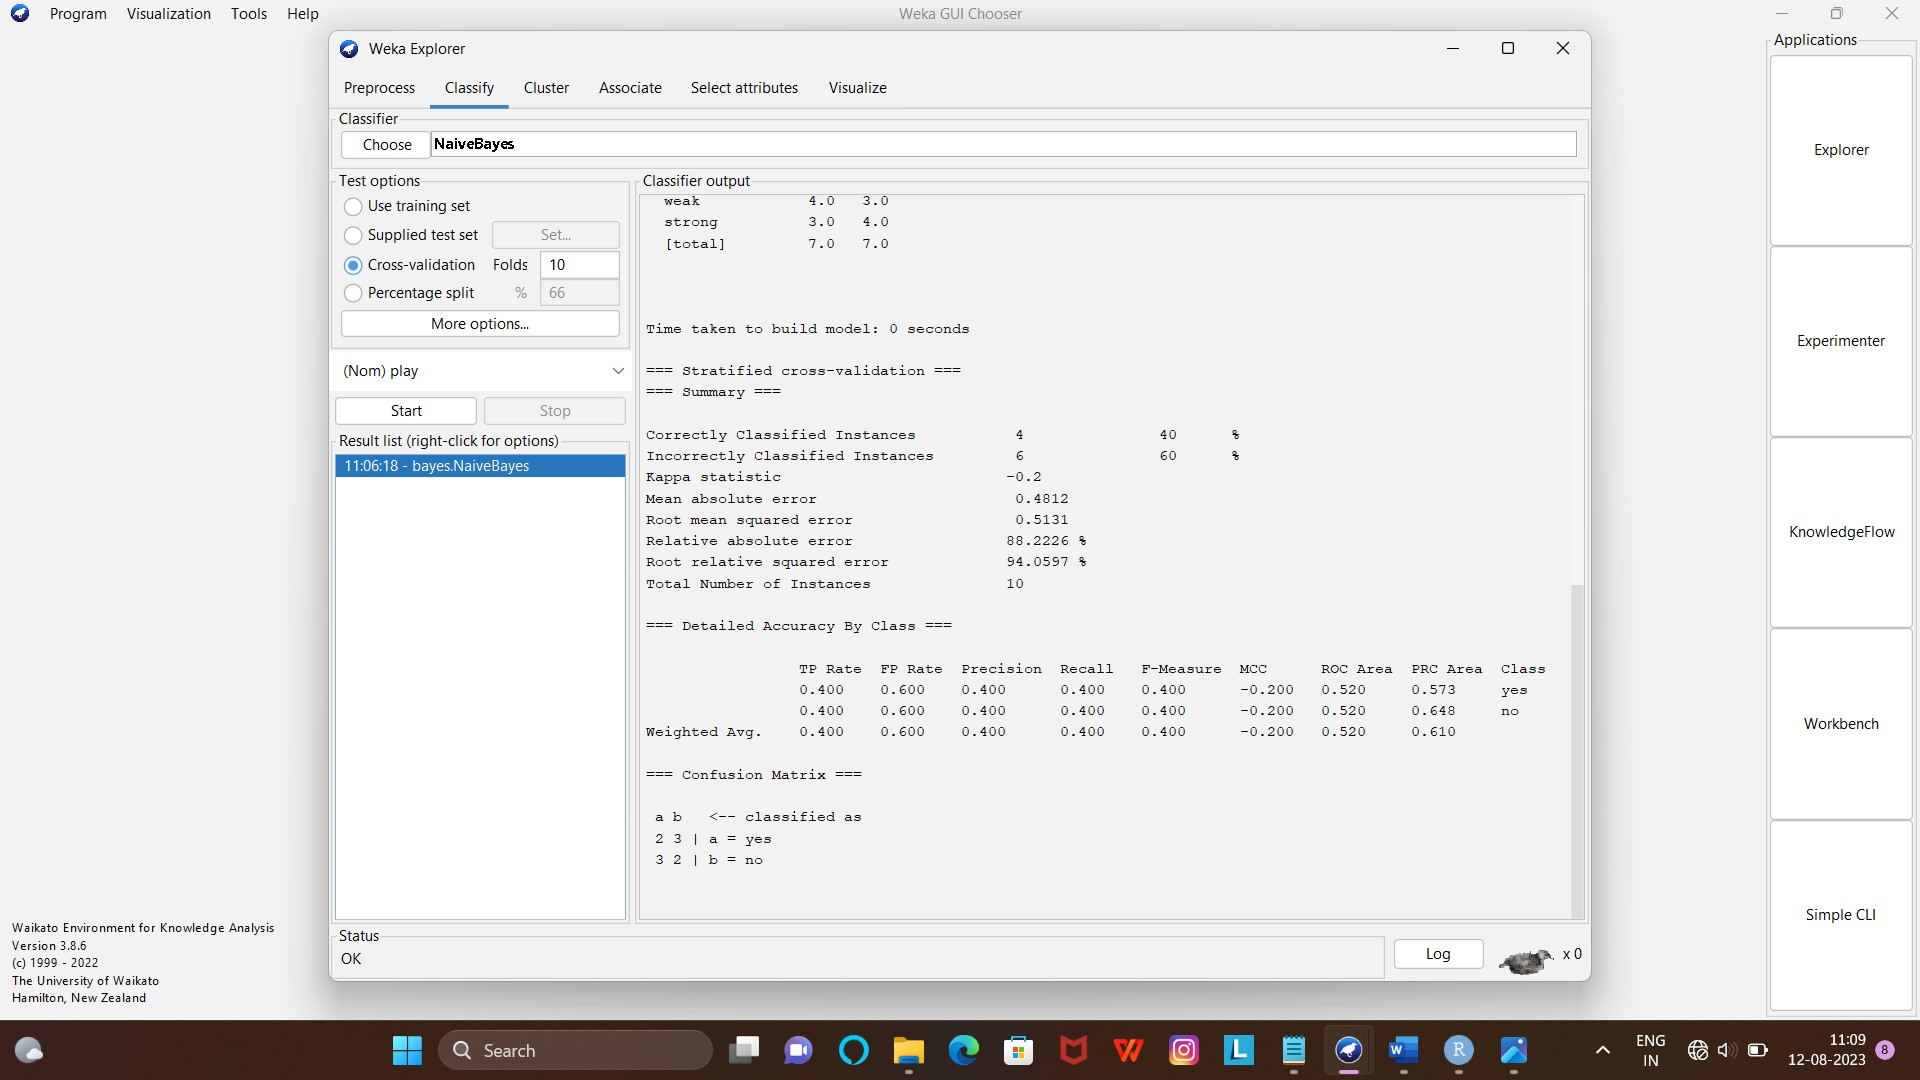 Program Visualization Tools Help
Weka GUI Chooser
Applications
Weka Explorer
Preprocess Classify Cluster Associate Select attributes Visualize
Classifier
Choose NaiveBayes
Test options
Use training set
Supplied test set Set...
Cross-validation Folds 10
Percentage split % 66
More options...
(Nom) play
Start Stop
Result list (right-click for options)
11:06:18 - bayes.NaiveBayes
Classifier output
weak 4.0 3.0
strong 3.0 4.0
[total] 7.0 7.0
Time taken to build model: 0 seconds
=== Stratified cross-validation ===
=== Summary ===
Correctly Classified Instances 4 40 %
Incorrectly Classified Instances 6 60 %
Kappa statistic -0.2
Mean absolute error 0.4812
Root mean squared error 0.5131
Relative absolute error 88.2226 %
Root relative squared error 94.0597 %
Total Number of Instances 10
=== Detailed Accuracy By Class ===
TP Rate FP Rate Precision Recall F-Measure MCC ROC Area PRC Area Class
0.400 0.600 0.400 0.400 0.400 -0.200 0.520 0.573 yes
0.400 0.600 0.400 0.400 0.400 -0.200 0.520 0.648 no
Weighted Avg. 0.400 0.600 0.400 0.400 0.400 -0.200 0.520 0.610
=== Confusion Matrix ===
a b <-- classified as
2 3 | a = yes
3 2 | b = no
Status
OK
Log
x 0
Explorer
Experimenter
KnowledgeFlow
Workbench
Simple CLI
Waikato Environment for Knowledge Analysis
Version 3.8.6
(c) 1999 - 2022
The University of Waikato
Hamilton, New Zealand
Search
L
W
R
ENG
IN
11:09
12-08-2023
8